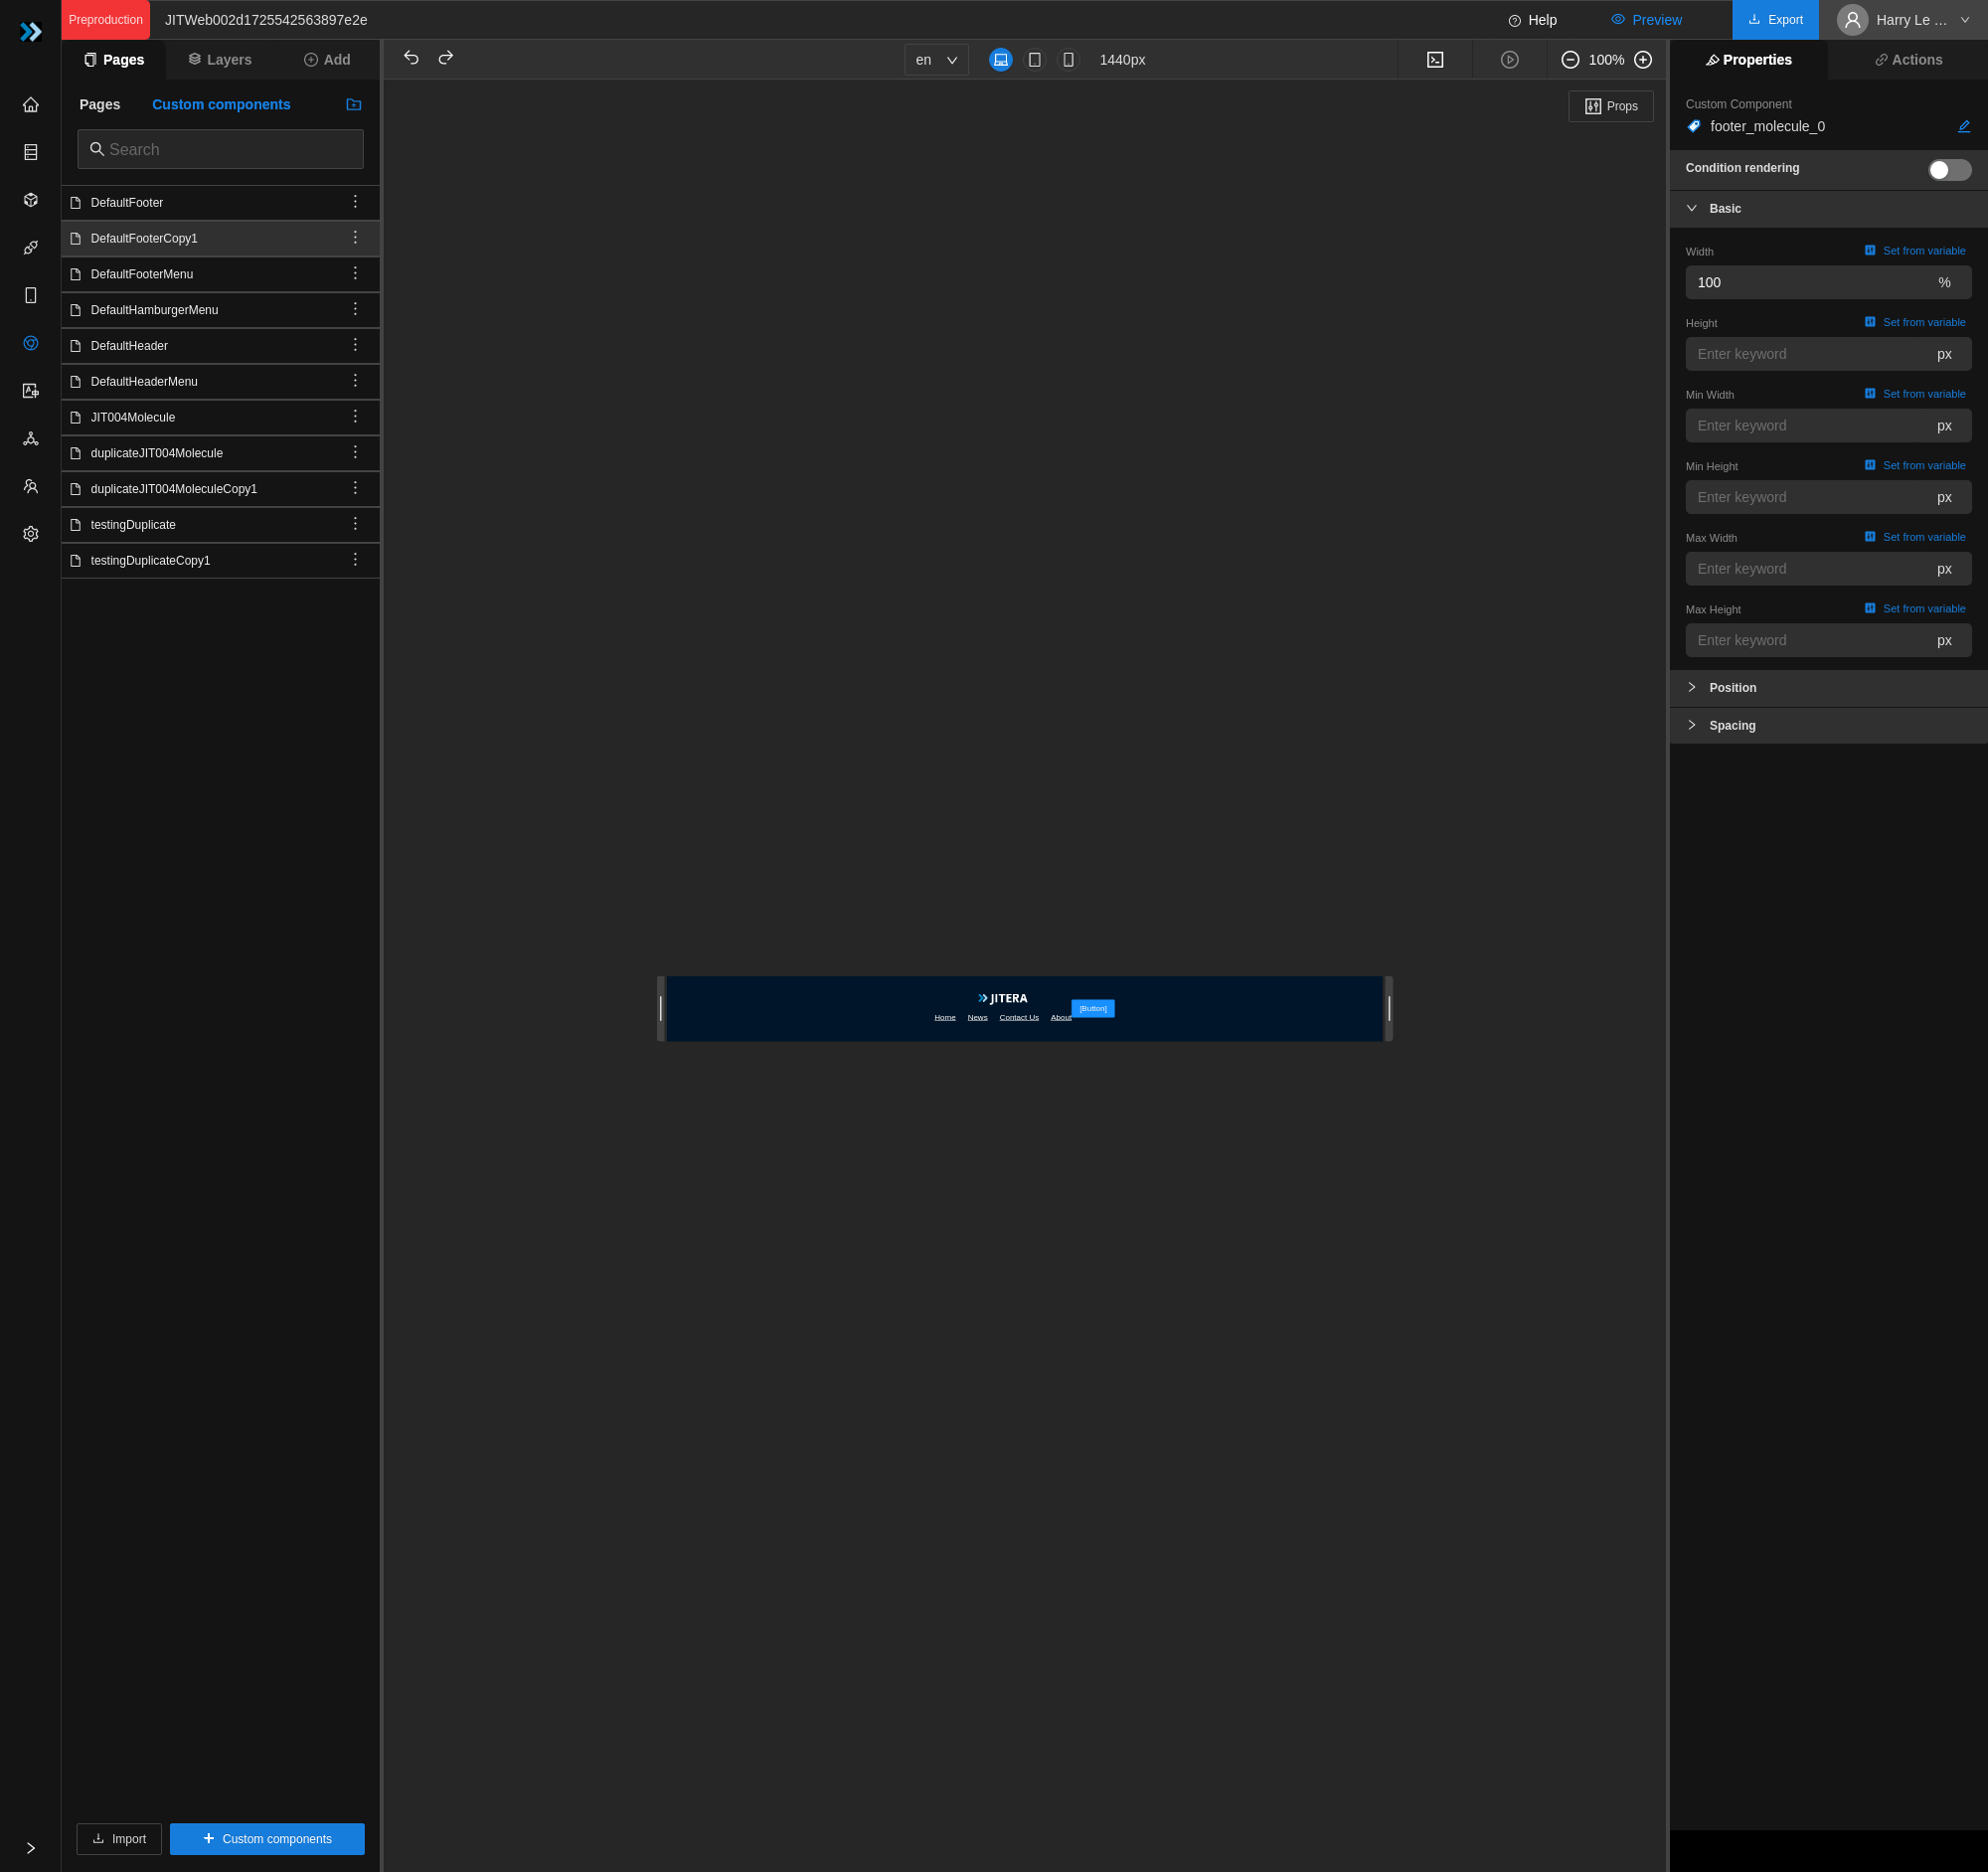 Preproduction
JITWeb002d1725542563897e2e
Help
Preview
Export
Harry Le ...
Pages
Layers
Add
en
1440px
100%
Properties
Actions
Pages
Custom components
Search
DefaultFooter
DefaultFooterCopy1
DefaultFooterMenu
DefaultHamburgerMenu
DefaultHeader
DefaultHeaderMenu
JIT004Molecule
duplicateJIT004Molecule
duplicateJIT004MoleculeCopy1
testingDuplicate
testingDuplicateCopy1
Import
Custom components
Props
JITERA
Home News Contact Us About
[Button]
Custom Component
footer_molecule_0
Condition rendering
Basic
Width Set from variable
100 %
Height Set from variable
Enter keyword px
Min Width Set from variable
Enter keyword px
Min Height Set from variable
Enter keyword px
Max Width Set from variable
Enter keyword px
Max Height Set from variable
Enter keyword px
Position
Spacing